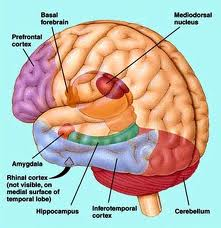 Basal
forebrain
Mediodorsal
nucleus
Prefrontal
cortex
Amygdala
Rhinal cortex
(not visible, on
medial surface of
temporal lobe)
Hippocampus
Inferotemporal
cortex
Cerebellum